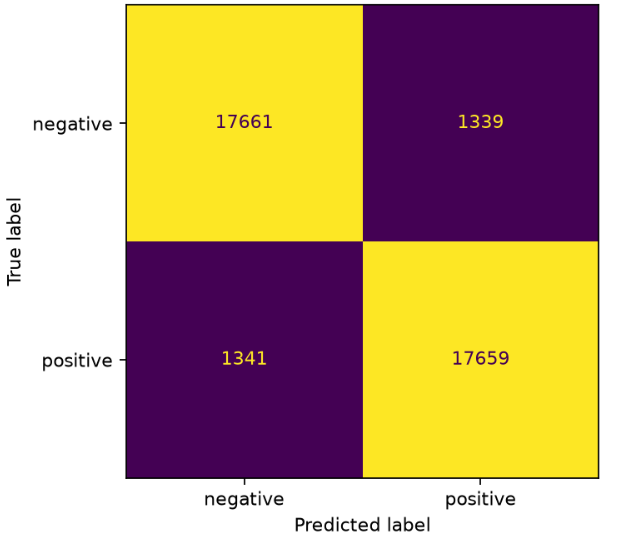 True label
negative
17661
1339
positive
1341
17659
negative
positive
Predicted label